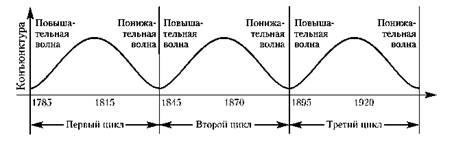 Конъюнктура
Повыша-
тельная
волна
Понижа-
тельная
волна
Повыша-
тельная
волна
Понижа-
тельная
волна
Повыша-
тельная
волна
Понижа-
тельная
волна
1785 1815 1845 1870 1895 1920
Первый цикл Второй цикл Третий цикл